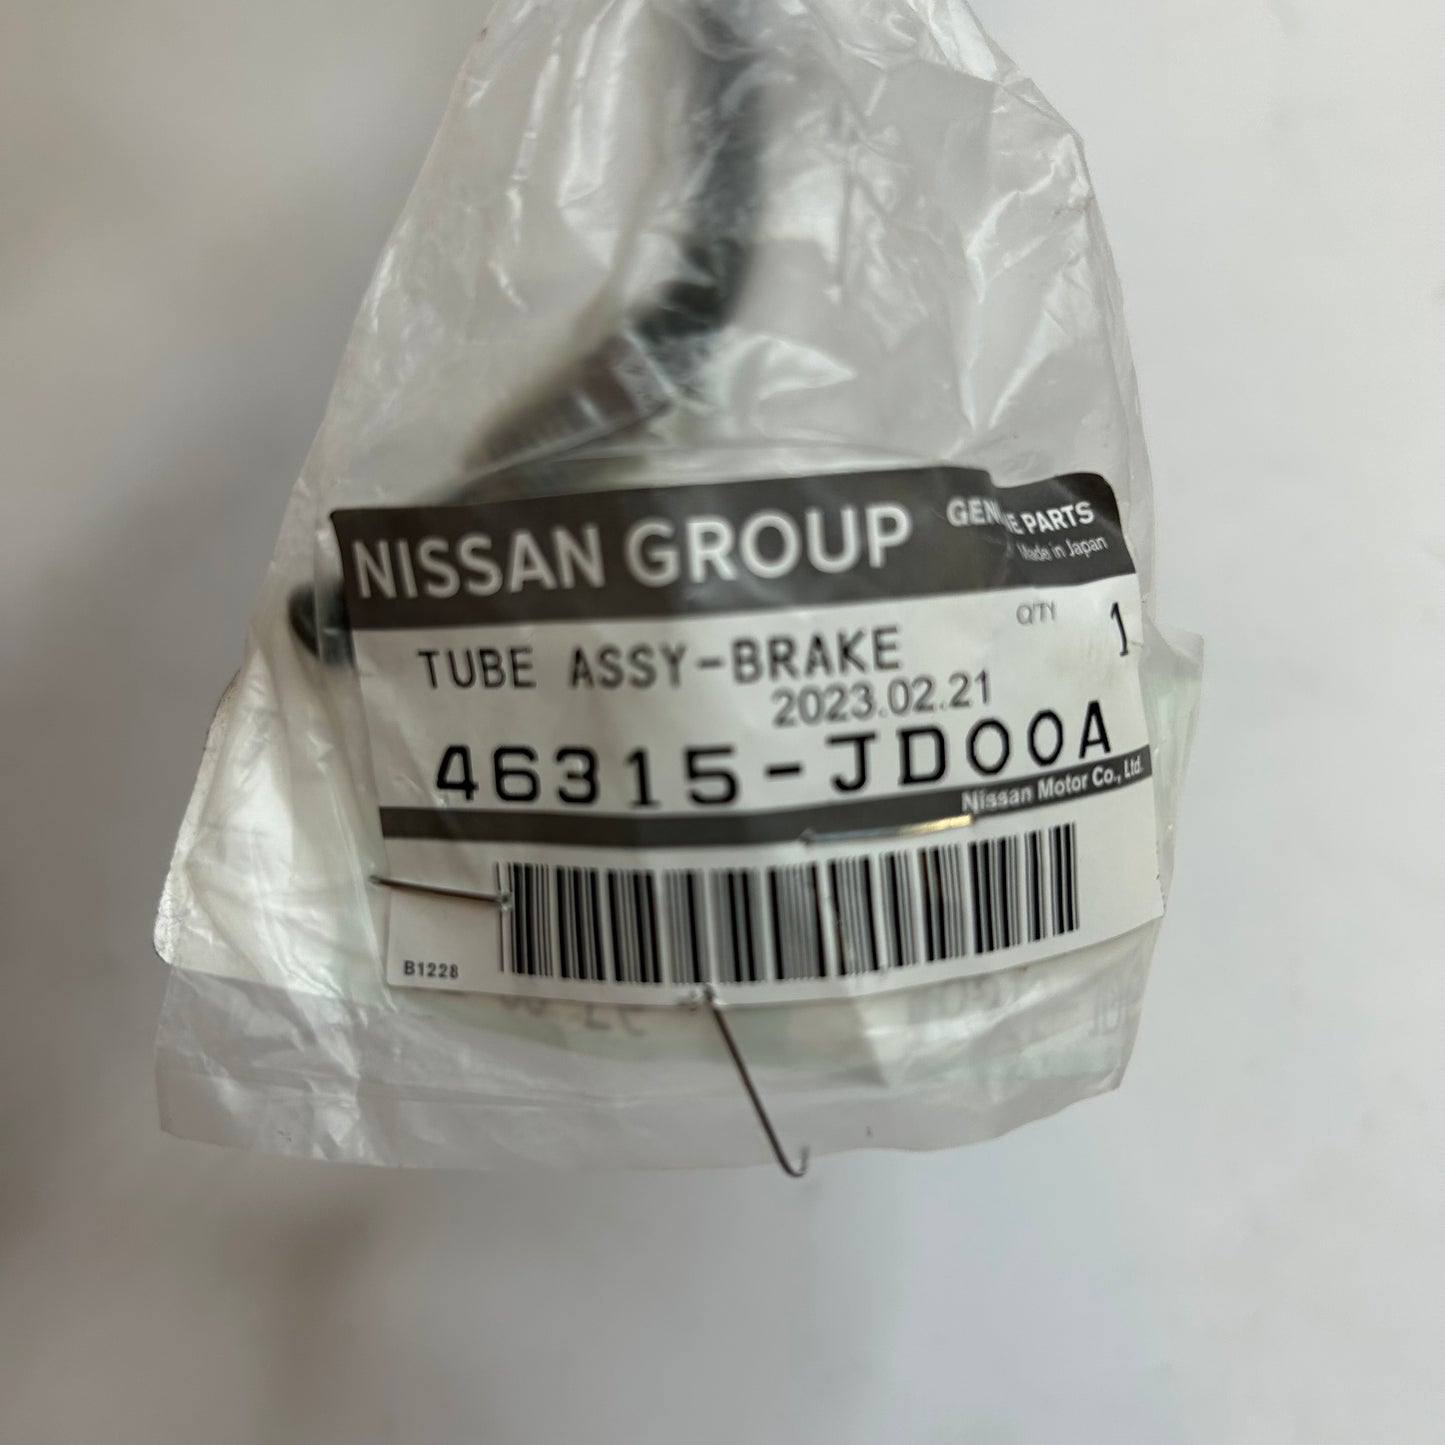 NISSAN GROUP
GENUINE PARTS
Made in Japan
Q'TY 1
TUBE ASSY-BRAKE
2023.02.21
46315-JD00A
Nissan Motor Co., Ltd.
B1228